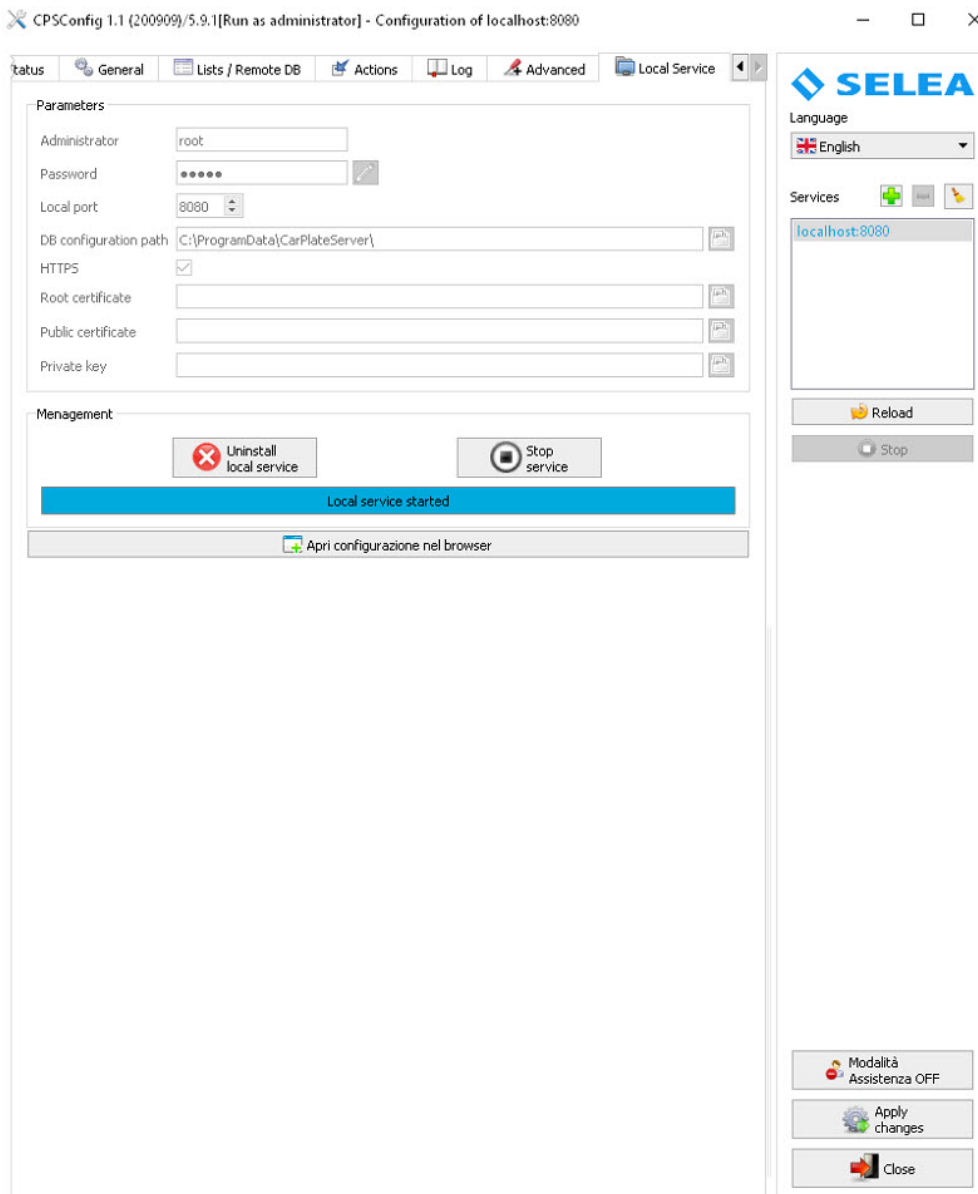 CPSConfig 1.1 (200909)/5.9.1[Run as administrator] - Configuration of localhost:8080
tatus
General
Lists / Remote DB
Actions
Log
Advanced
Local Service
SELEA
Language
English
Services
localhost:8080
Reload
Stop
Parameters
Administrator root
Password •••••
Local port 8080
DB configuration path C:\ProgramData\CarPlateServer\
HTTPS
Root certificate
Public certificate
Private key
Menagement
Uninstall
local service
Stop
service
Local service started
Apri configurazione nel browser
Modalità
Assistenza OFF
Apply
changes
Close